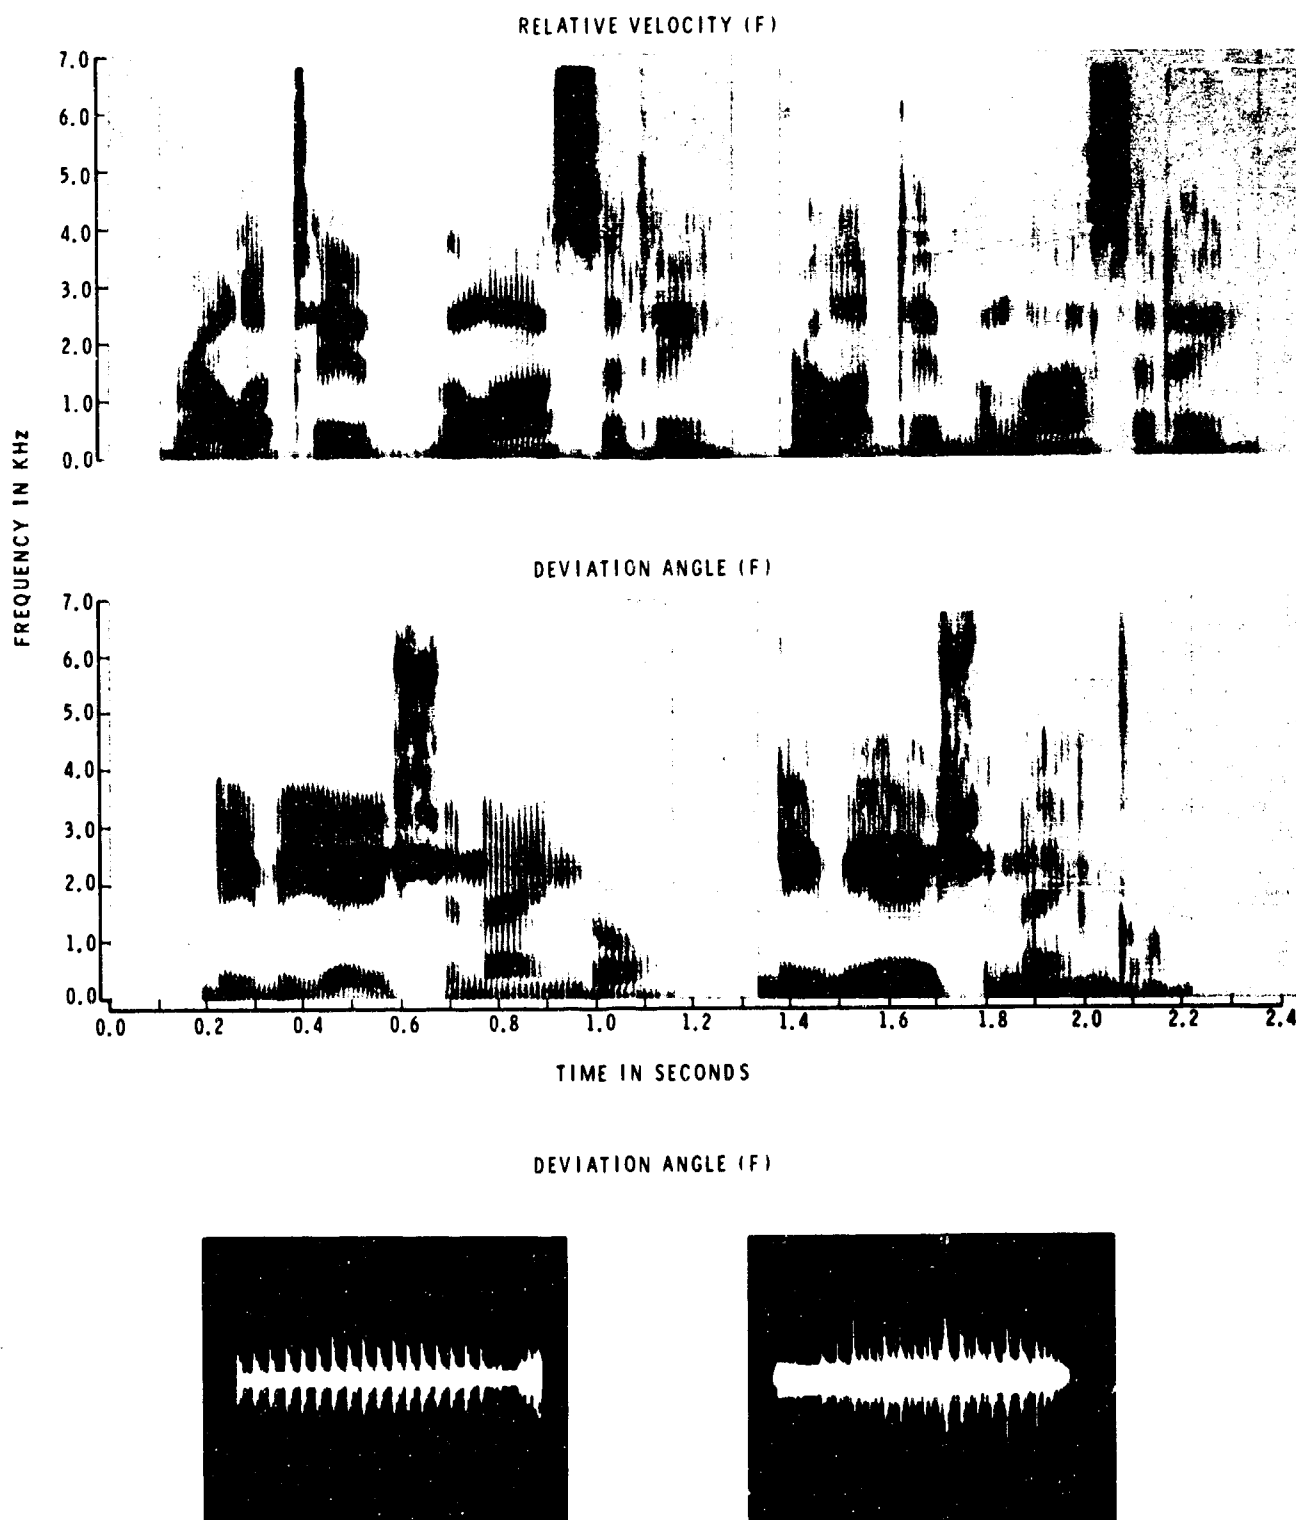 RELATIVE VELOCITY (F)
7.0
6.0
5.0
4.0
3.0
2.0
1.0
0.0
FREQUENCY IN KHz
DEVIATION ANGLE (F)
7.0
6.0
5.0
4.0
3.0
2.0
1.0
0.0
0.0 0.2 0.4 0.6 0.8 1.0 1.2 1.4 1.6 1.8 2.0 2.2 2.4
TIME IN SECONDS
DEVIATION ANGLE (F)